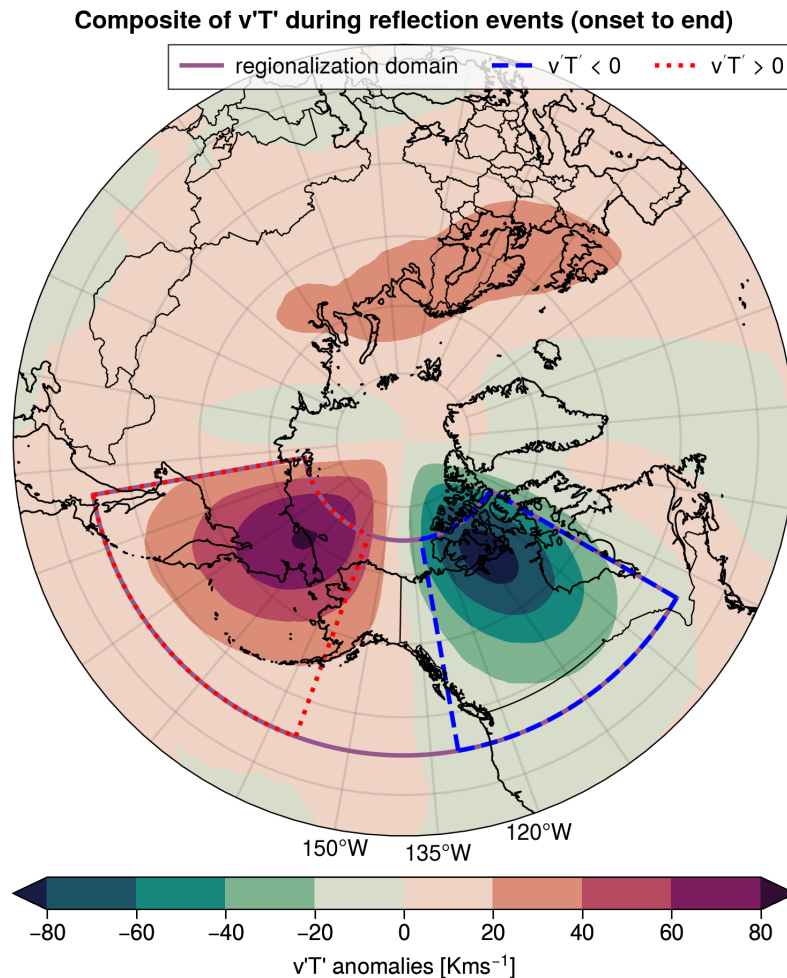 Composite of v'T' during reflection events (onset to end)
regionalization domain
v′T′ < 0
v′T′ > 0
150°W
135°W
120°W
−80 −60 −40 −20 0 20 40 60 80
v'T' anomalies [Kms⁻¹]